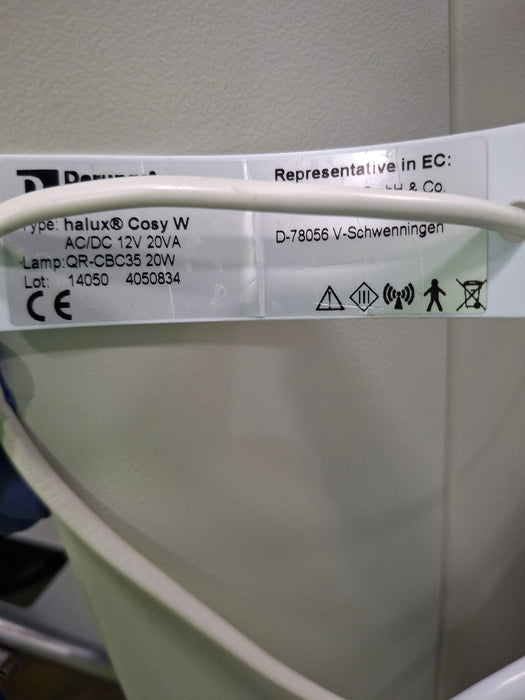 Type: halux® Cosy W
AC/DC 12V 20VA
Lamp:QR-CBC35 20W
Lot: 14050 4050834
CE
Representative in EC:
& Co.
D-78056 V-Schwenningen